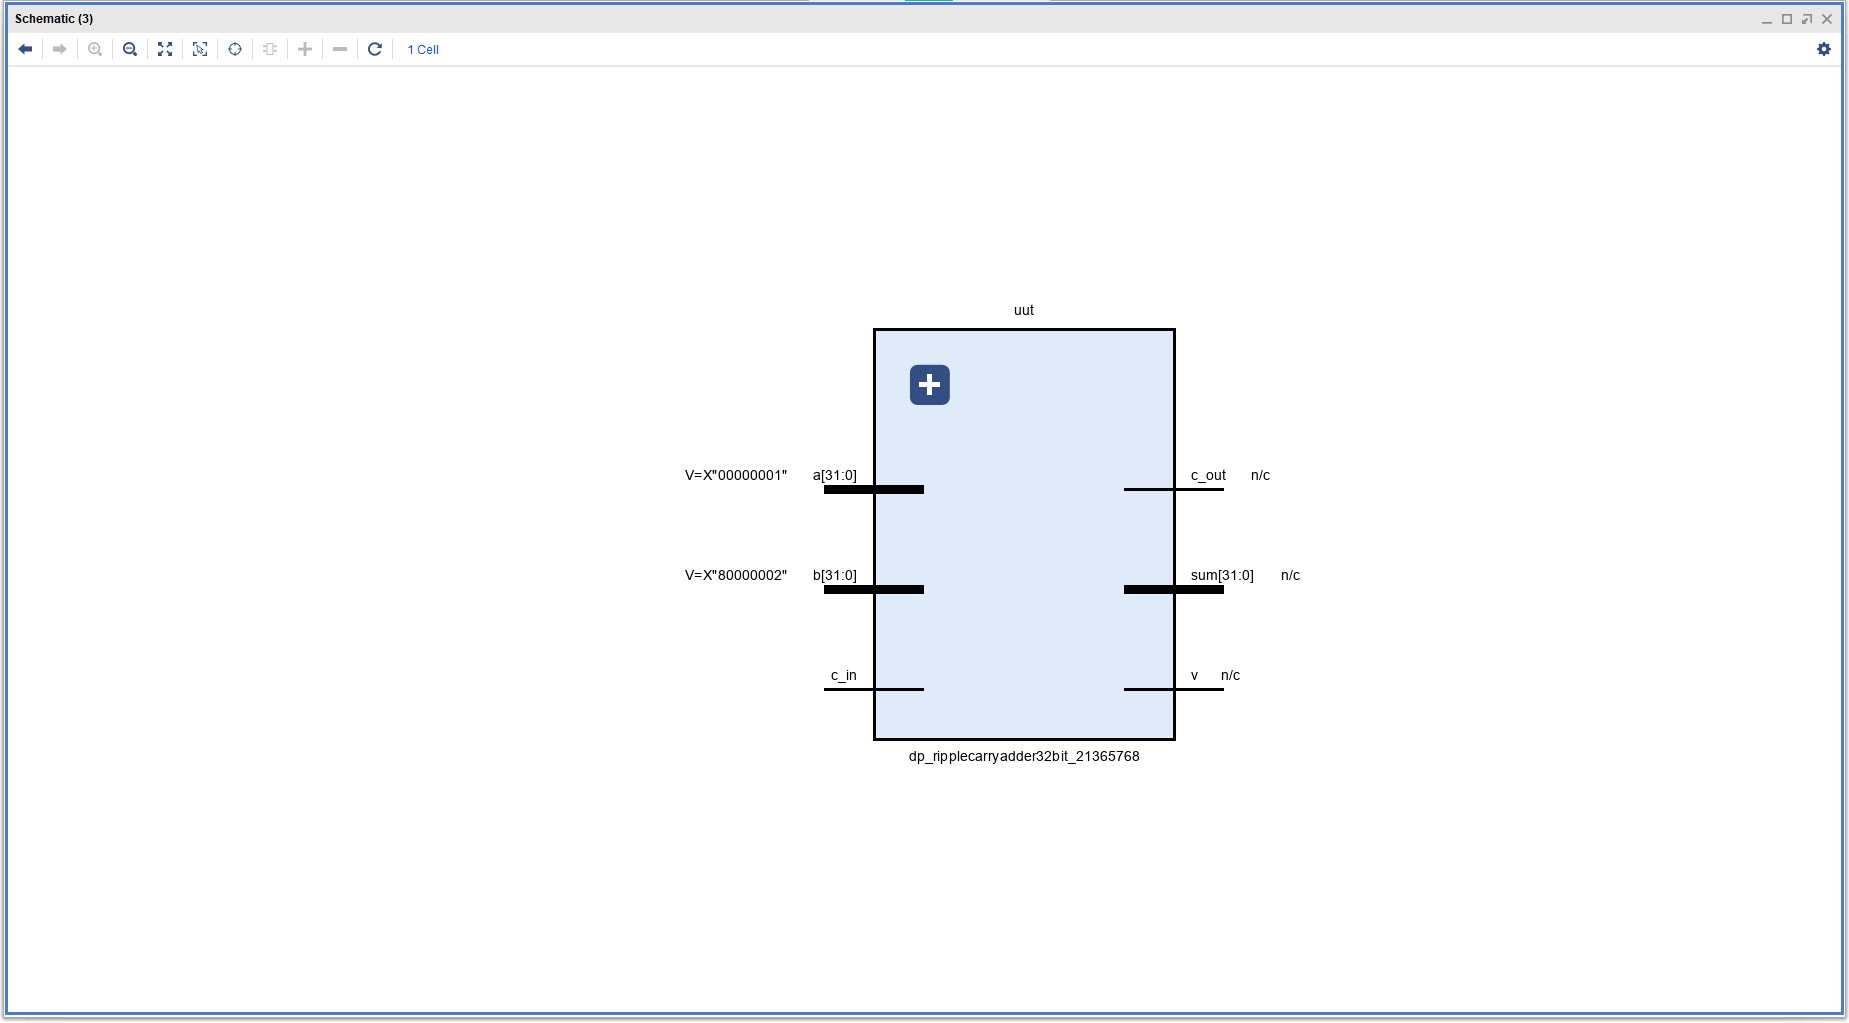 Schematic (3)
1 Cell
uut
V=X"00000001" a[31:0] c_out n/c
V=X"80000002" b[31:0] sum[31:0] n/c
c_in v n/c
dp_ripplecarryadder32bit_21365768